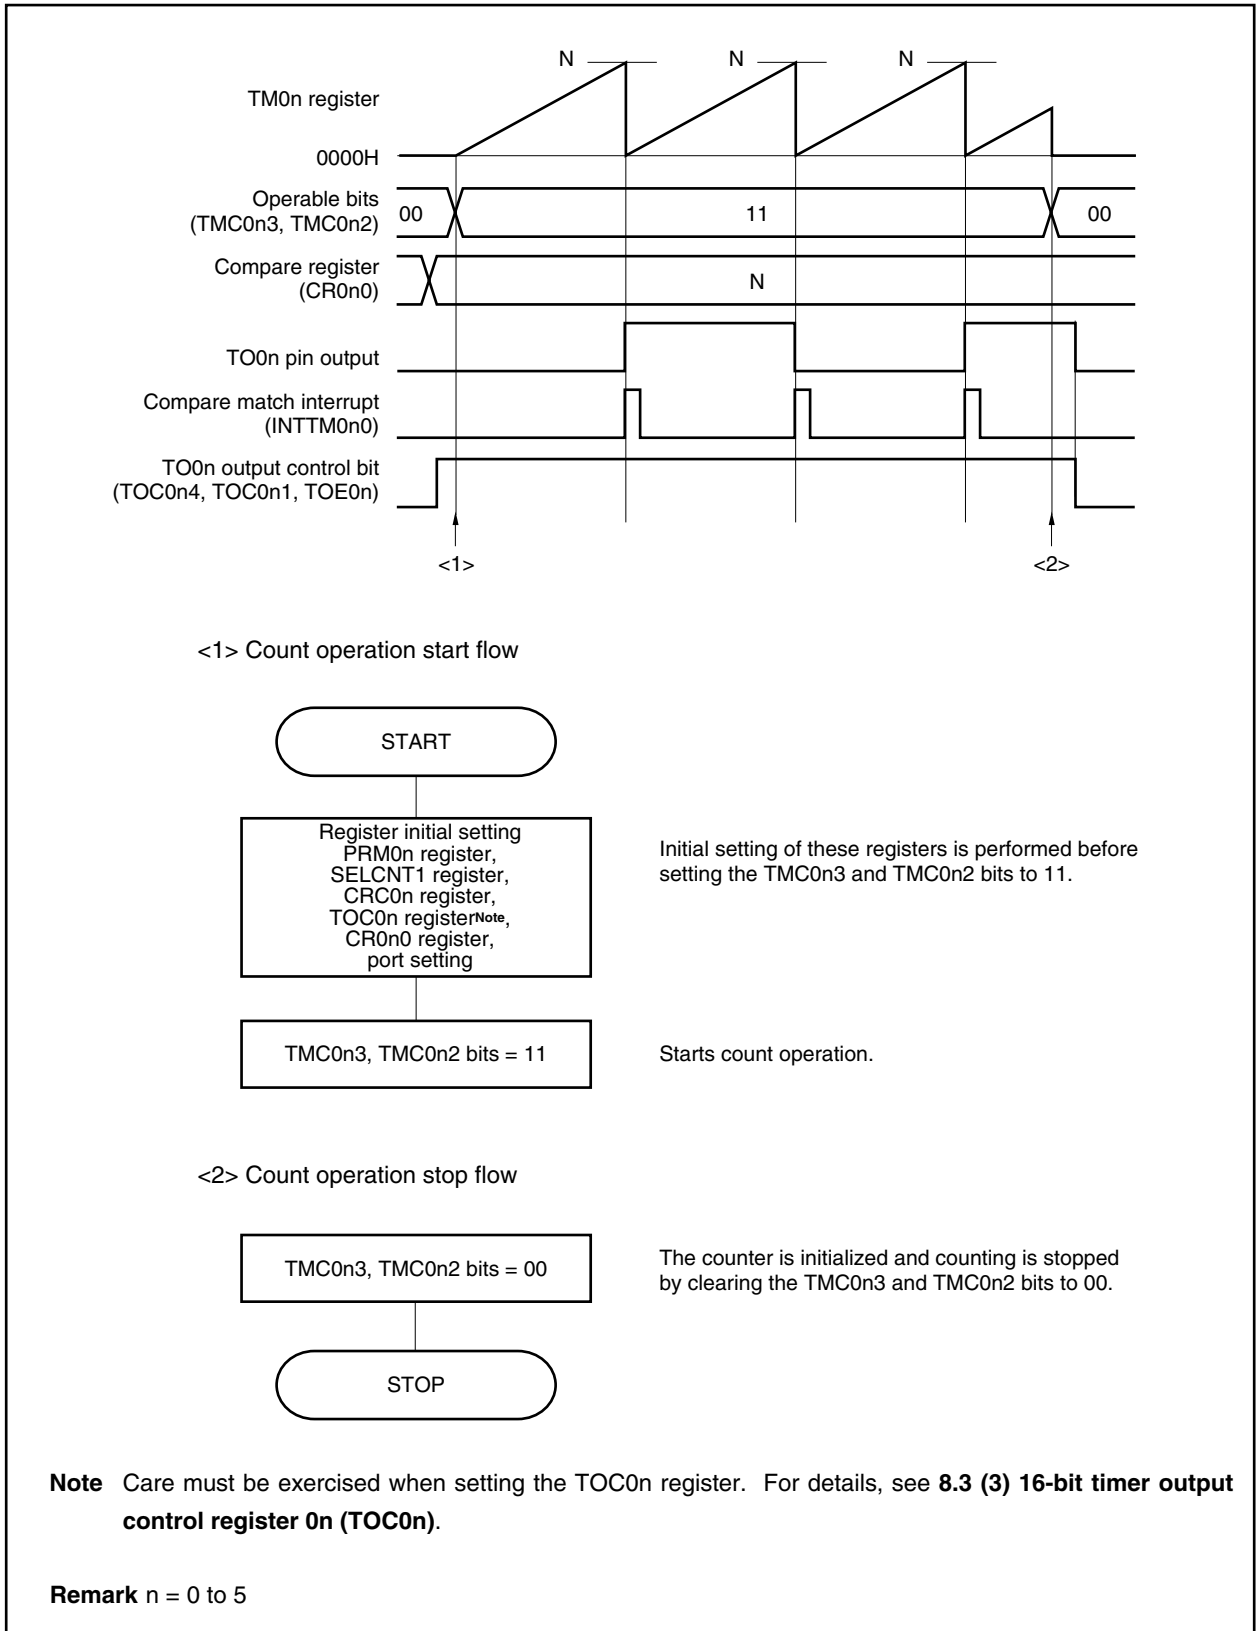 N N N
TM0n register
0000H
Operable bits
(TMC0n3, TMC0n2)
00 11 00
Compare register
(CR0n0)
N
TO0n pin output
Compare match interrupt
(INTTM0n0)
TO0n output control bit
(TOC0n4, TOC0n1, TOE0n)
<1> <2>
<1> Count operation start flow
START
Register initial setting
PRM0n register,
SELCNT1 register,
CRC0n register,
TOC0n registerNote,
CR0n0 register,
port setting
Initial setting of these registers is performed before
setting the TMC0n3 and TMC0n2 bits to 11.
TMC0n3, TMC0n2 bits = 11
Starts count operation.
<2> Count operation stop flow
TMC0n3, TMC0n2 bits = 00
The counter is initialized and counting is stopped
by clearing the TMC0n3 and TMC0n2 bits to 00.
STOP
Note Care must be exercised when setting the TOC0n register. For details, see 8.3 (3) 16-bit timer output
control register 0n (TOC0n).
Remark n = 0 to 5